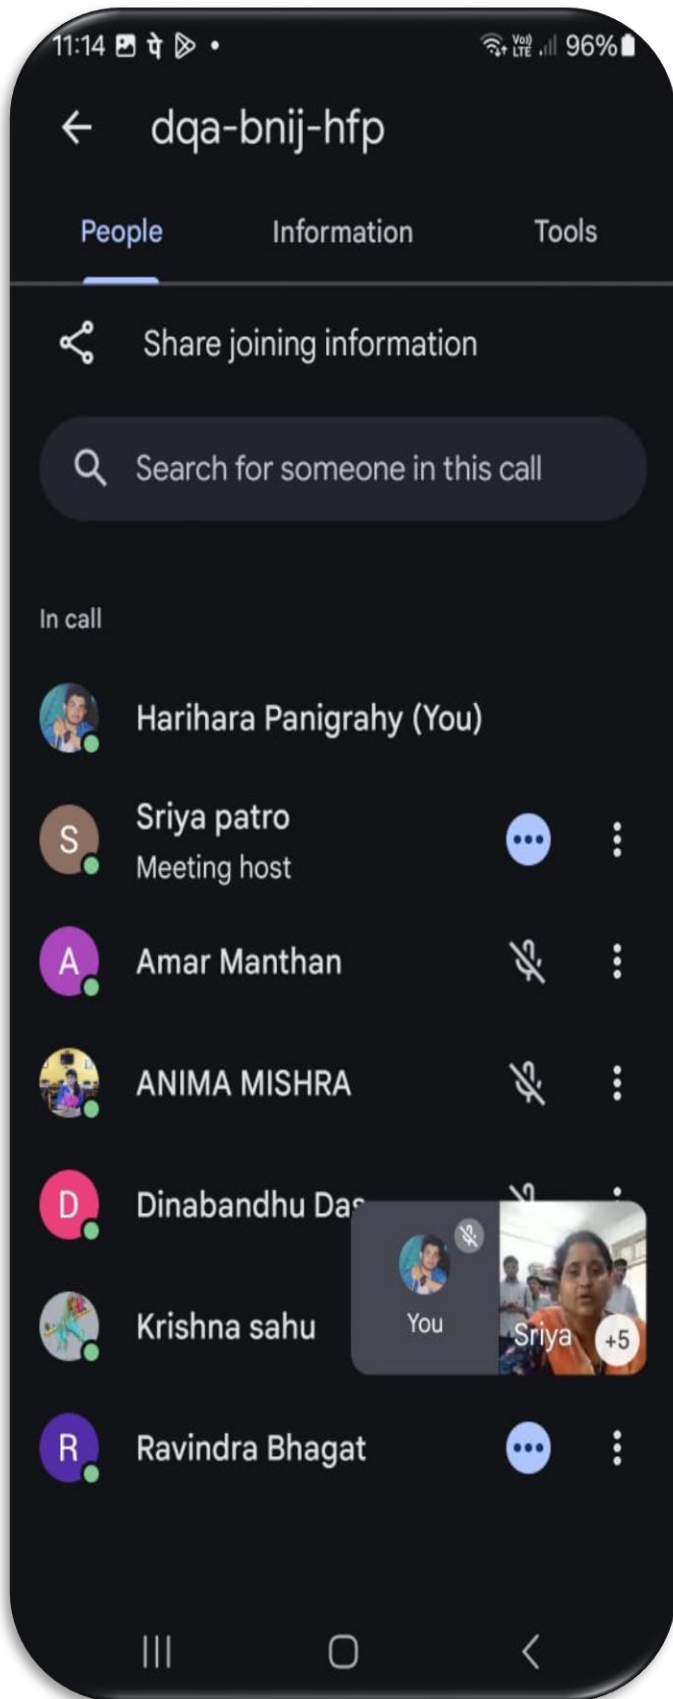 11:14 पे
VoI) LTE 96%
dqa-bnij-hfp
People Information Tools
Share joining information
Search for someone in this call
In call
Harihara Panigrahy (You)
S
Sriya patro
Meeting host
A Amar Manthan
ANIMA MISHRA
D Dinabandhu Das
Krishna sahu
You
Sriya +5
R Ravindra Bhagat